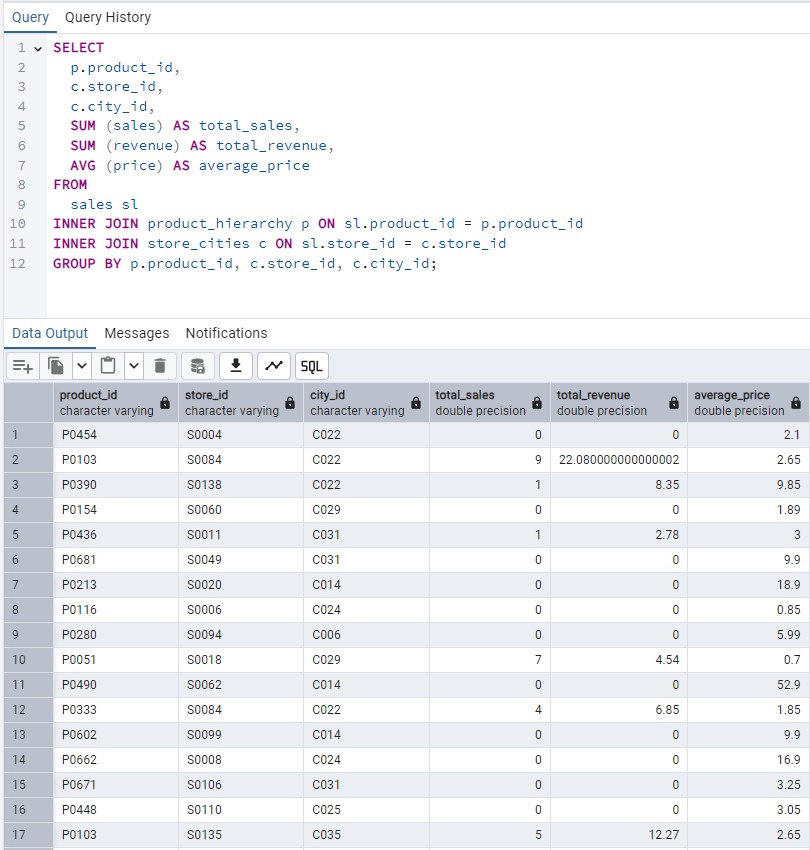 Query Query History
1 SELECT
2 p.product_id,
3 c.store_id,
4 c.city_id,
5 SUM (sales) AS total_sales,
6 SUM (revenue) AS total_revenue,
7 AVG (price) AS average_price
8 FROM
9 sales sl
10 INNER JOIN product_hierarchy p ON sl.product_id = p.product_id
11 INNER JOIN store_cities c ON sl.store_id = c.store_id
12 GROUP BY p.product_id, c.store_id, c.city_id;
Data Output Messages Notifications
SQL
product_id store_id city_id total_sales total_revenue average_price
character varying character varying character varying double precision double precision double precision
1 P0454 S0004 C022 0 0 2.1
2 P0103 S0084 C022 9 22.080000000000002 2.65
3 P0390 S0138 C022 1 8.35 9.85
4 P0154 S0060 C029 0 0 1.89
5 P0436 S0011 C031 1 2.78 3
6 P0681 S0049 C031 0 0 9.9
7 P0213 S0020 C014 0 0 18.9
8 P0116 S0006 C024 0 0 0.85
9 P0280 S0094 C006 0 0 5.99
10 P0051 S0018 C029 7 4.54 0.7
11 P0490 S0062 C014 0 0 52.9
12 P0333 S0084 C022 4 6.85 1.85
13 P0602 S0099 C014 0 0 9.9
14 P0662 S0008 C024 0 0 16.9
15 P0671 S0106 C031 0 0 3.25
16 P0448 S0110 C025 0 0 3.05
17 P0103 S0135 C035 5 12.27 2.65